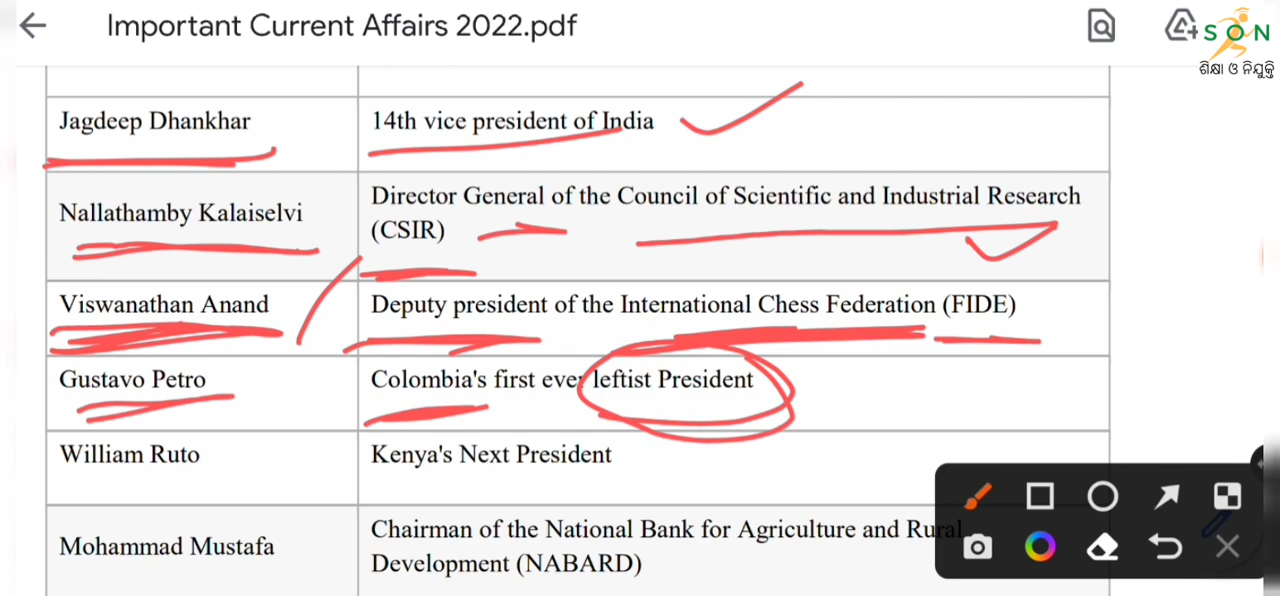 Important Current Affairs 2022.pdf
SON
ଶିକ୍ଷା ଓ ନିଯୁକ୍ତି
Jagdeep Dhankhar 14th vice president of India
Nallathamby Kalaiselvi Director General of the Council of Scientific and Industrial Research
(CSIR)
Viswanathan Anand Deputy president of the International Chess Federation (FIDE)
Gustavo Petro Colombia's first ever leftist President
William Ruto Kenya's Next President
Mohammad Mustafa Chairman of the National Bank for Agriculture and Rural
Development (NABARD)